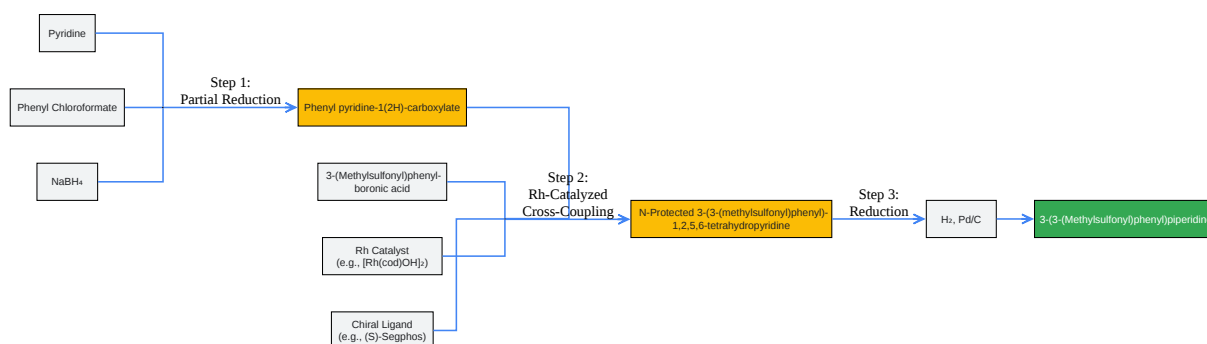 Pyridine
Phenyl Chloroformate
NaBH₄
Step 1:
Partial Reduction
Phenyl pyridine-1(2H)-carboxylate
3-(Methylsulfonyl)phenyl-
boronic acid
Rh Catalyst
(e.g., [Rh(cod)OH]₂)
Chiral Ligand
(e.g., (S)-Segphos)
Step 2:
Rh-Catalyzed
Cross-Coupling
N-Protected 3-(3-(methylsulfonyl)phenyl)-
1,2,5,6-tetrahydropyridine
Step 3:
Reduction
H₂, Pd/C
3-(3-(Methylsulfonyl)phenyl)piperidine